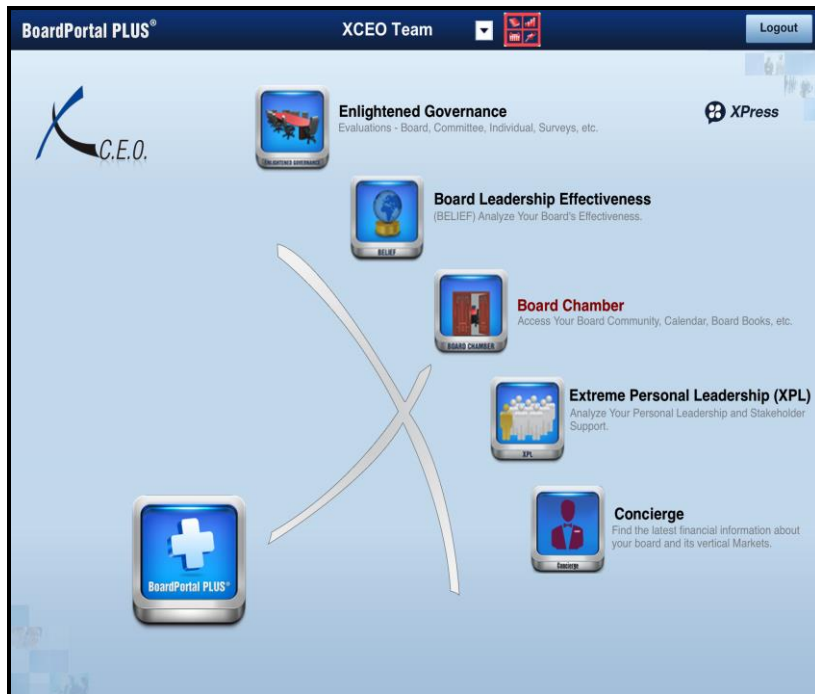 BoardPortal PLUS®
XCEO Team
Logout
C.E.O.
XPress
Enlightened Governance
Evaluations - Board, Committee, Individual, Surveys, etc.
ENLIGHTENED GOVERNANCE
Board Leadership Effectiveness
(BELIEF) Analyze Your Board's Effectiveness.
BELIEF
Board Chamber
Access Your Board Community, Calendar, Board Books, etc.
BOARD CHAMBER
Extreme Personal Leadership (XPL)
Analyze Your Personal Leadership and Stakeholder
Support.
XPL
Concierge
Find the latest financial information about
your board and its vertical Markets.
Concierge
BoardPortal PLUS®